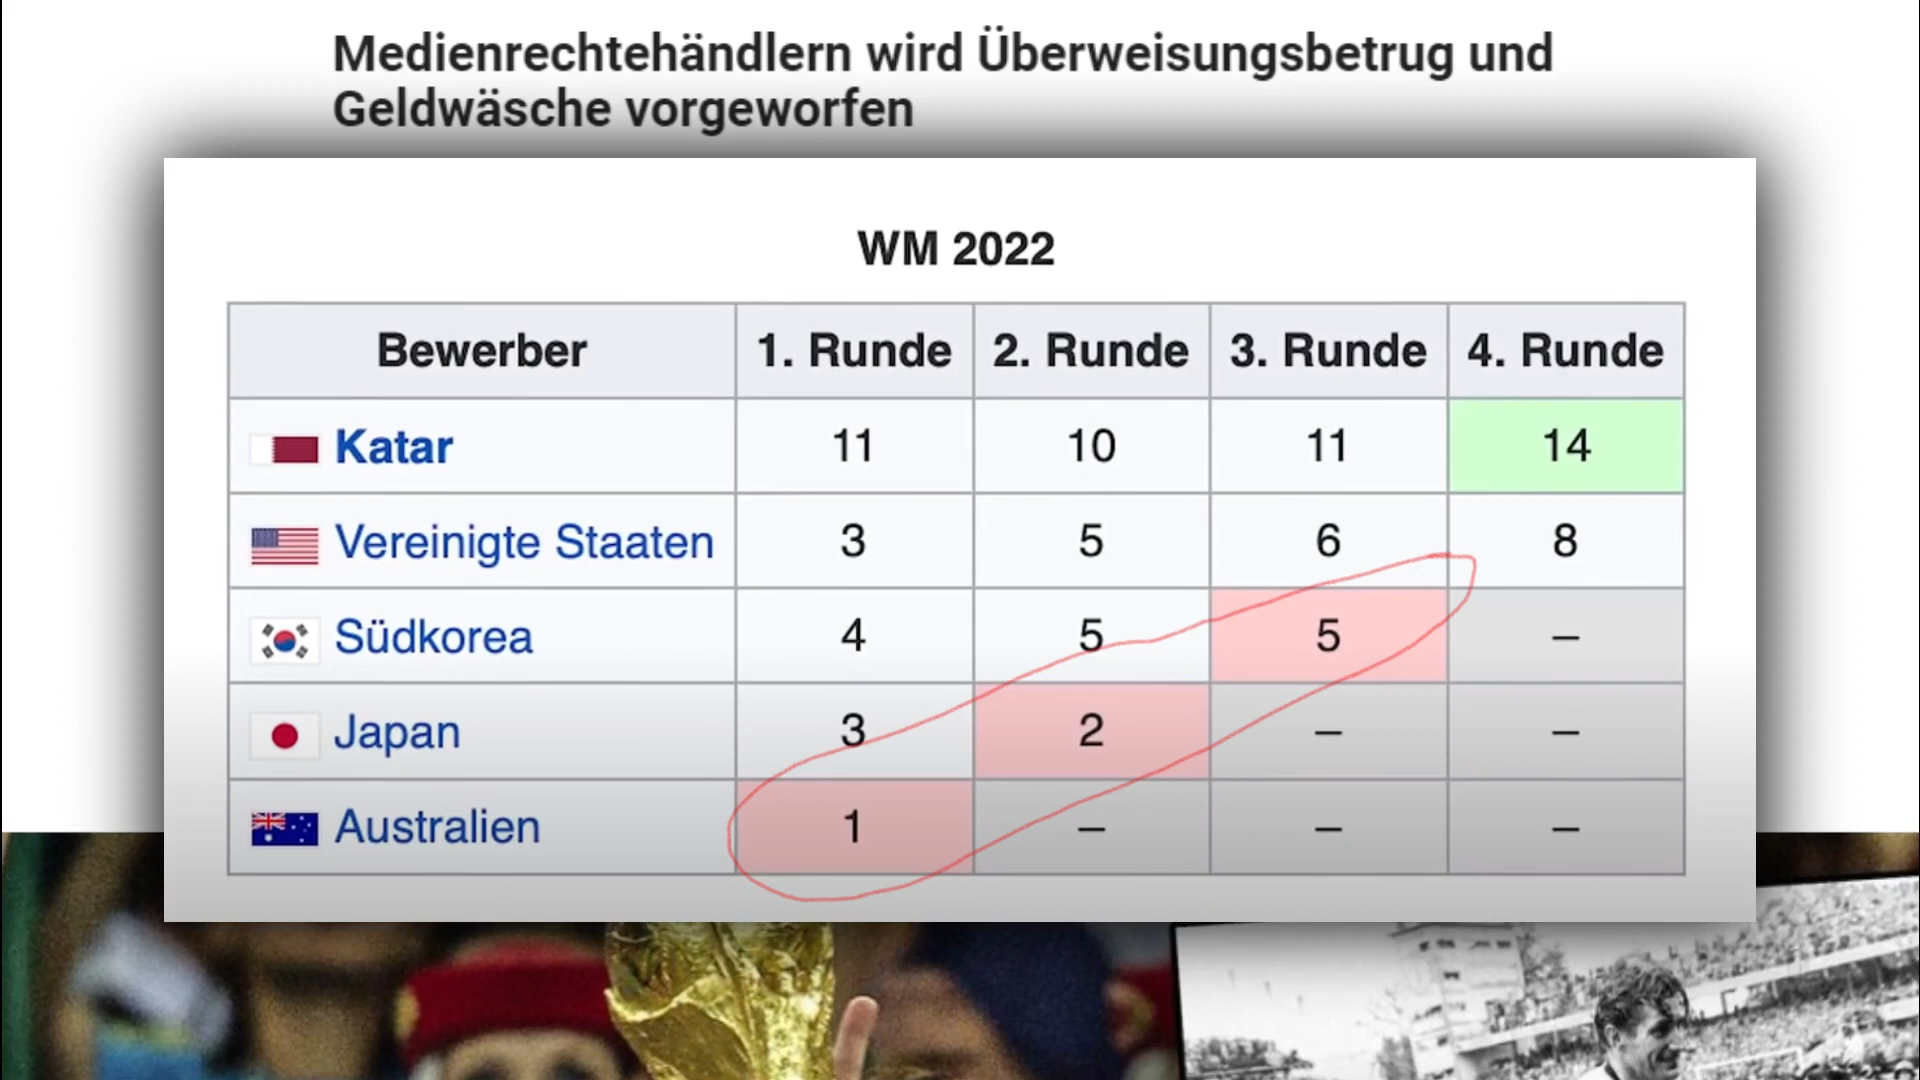 Medienrechtehändlern wird Überweisungsbetrug und
Geldwäsche vorgeworfen
WM 2022
Bewerber 1. Runde 2. Runde 3. Runde 4. Runde
Katar 11 10 11 14
Vereinigte Staaten 3 5 6 8
Südkorea 4 5 5 –
Japan 3 2 – –
Australien 1 – – –